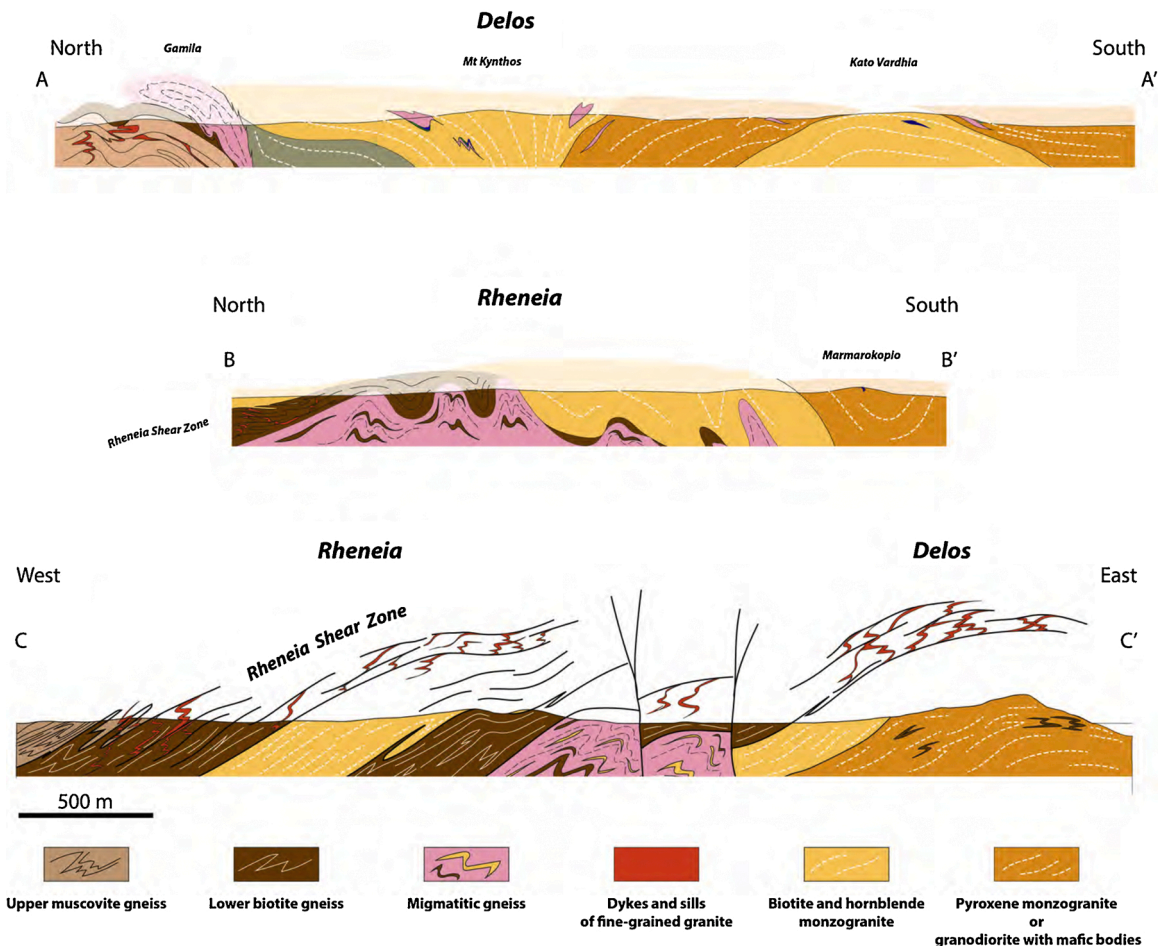 Delos
North
Gamila
Mt Kynthos
Kato Vardhia
South
A
A'
Rheneia
North
South
B
Marmarokopio
B'
Rheneia Shear Zone
Rheneia
Delos
West
East
C
Rheneia Shear Zone
C'
500 m
Upper muscovite gneiss
Lower biotite gneiss
Migmatitic gneiss
Dykes and sills
of fine-grained granite
Biotite and hornblende
monzogranite
Pyroxene monzogranite
or
granodiorite with mafic bodies